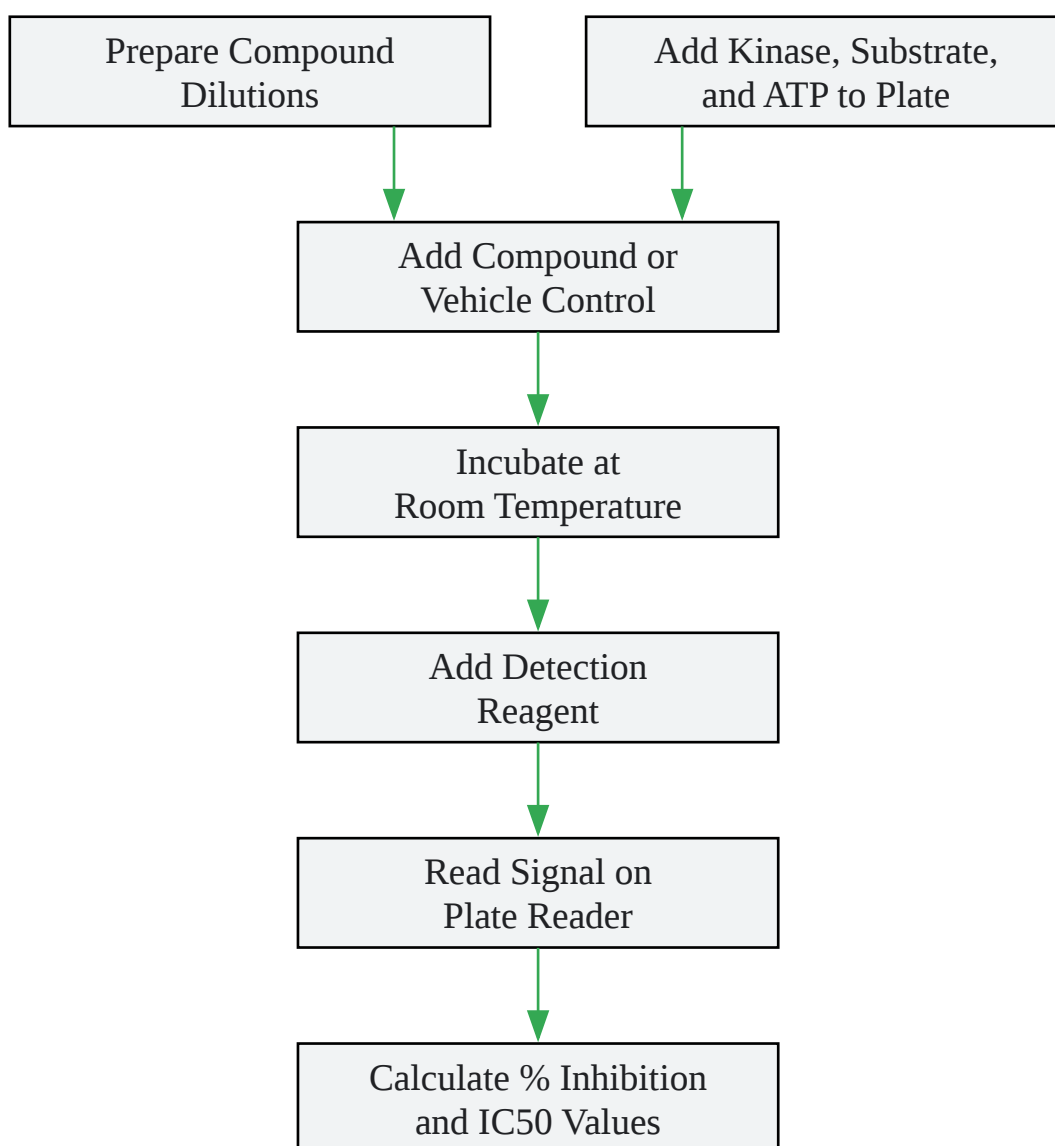 Prepare Compound
Dilutions
Add Kinase, Substrate,
and ATP to Plate
Add Compound or
Vehicle Control
Incubate at
Room Temperature
Add Detection
Reagent
Read Signal on
Plate Reader
Calculate % Inhibition
and IC50 Values